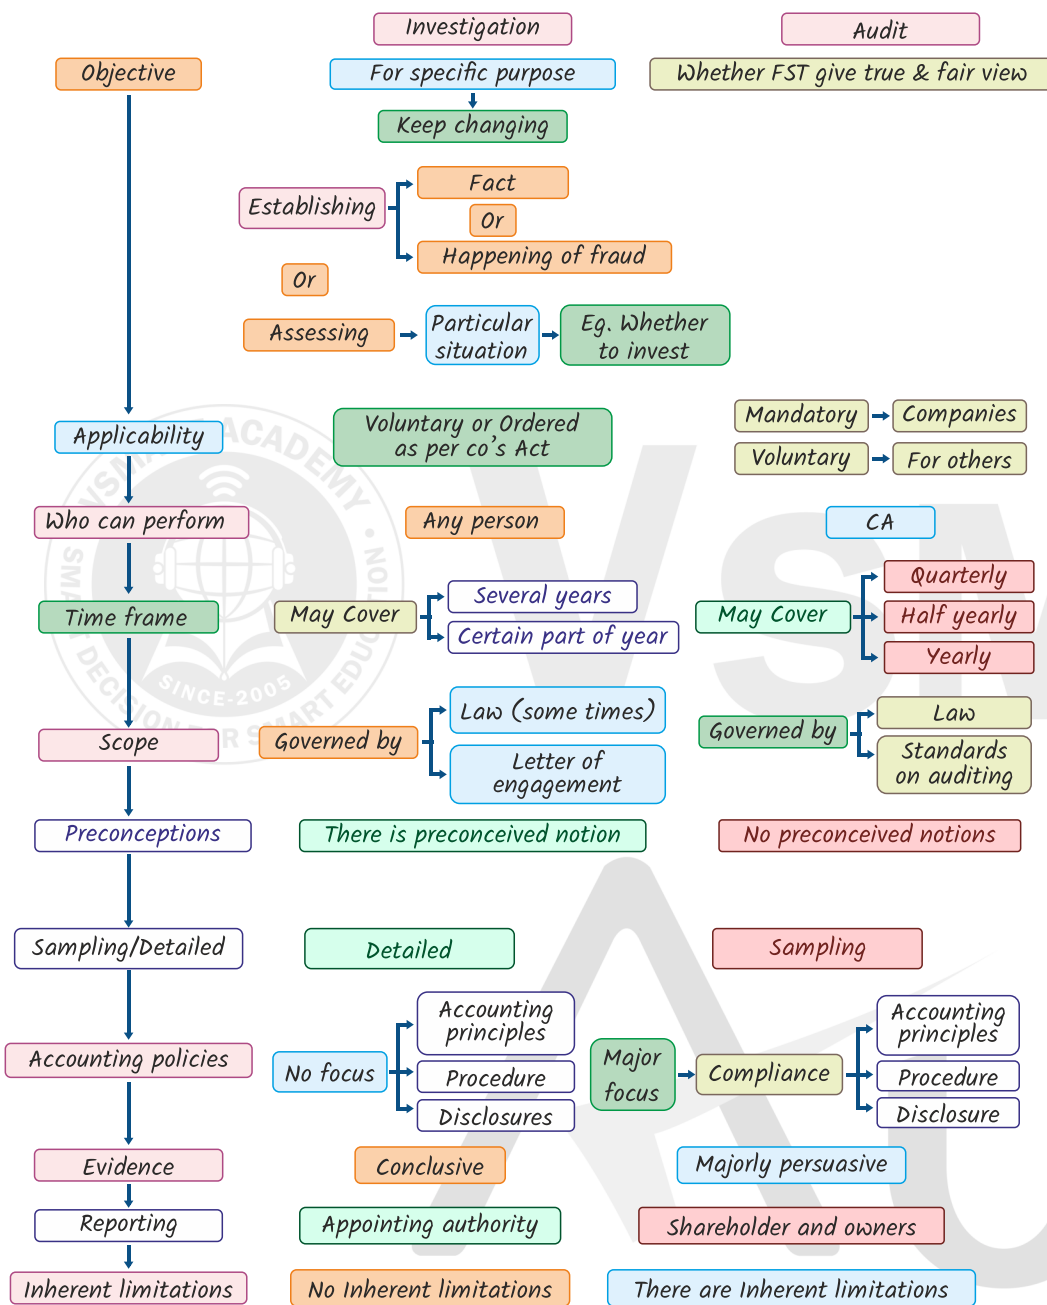 Investigation
Audit
Objective
For specific purpose
Whether FST give true & fair view
Keep changing
Establishing
Fact
Or
Happening of fraud
Or
Assessing
Particular
situation
Eg. Whether
to invest
Applicability
Voluntary or Ordered
as per co's Act
Mandatory
Companies
Voluntary
For others
Who can perform
Any person
CA
Time frame
May Cover
Several years
Certain part of year
May Cover
Quarterly
Half yearly
Yearly
Scope
Governed by
Law (some times)
Letter of
engagement
Governed by
Law
Standards
on auditing
Preconceptions
There is preconceived notion
No preconceived notions
Sampling/Detailed
Detailed
Sampling
Accounting policies
No focus
Accounting
principles
Procedure
Disclosures
Major
focus
Compliance
Accounting
principles
Procedure
Disclosure
Evidence
Conclusive
Majorly persuasive
Reporting
Appointing authority
Shareholder and owners
Inherent limitations
No Inherent limitations
There are Inherent limitations
ACADEMY
SINCE-2005